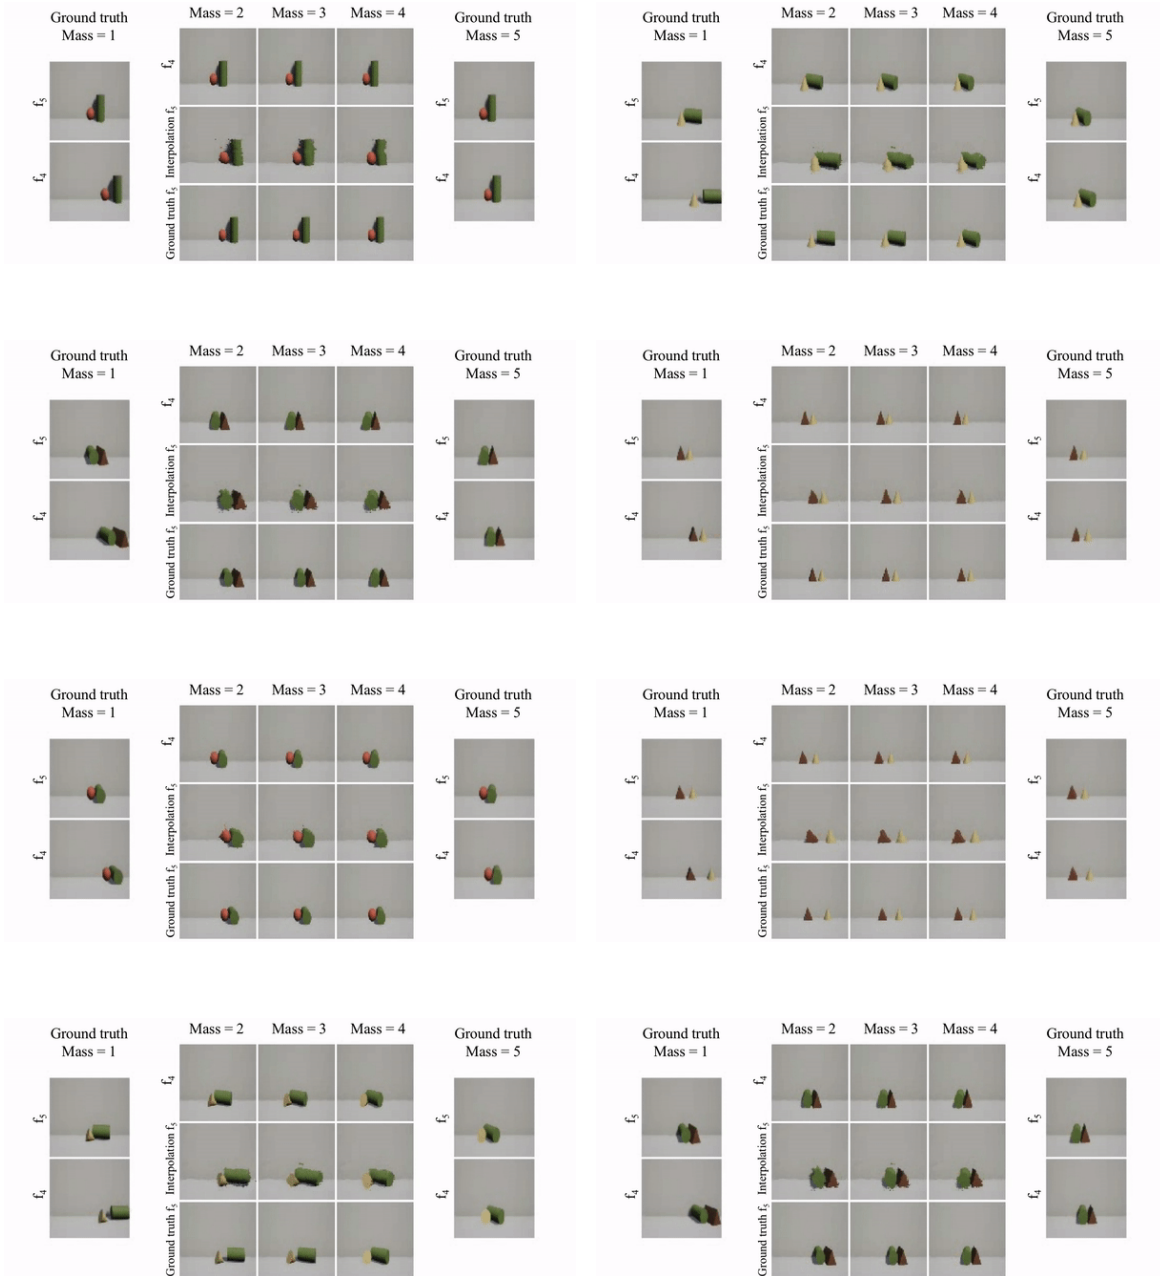 Ground truth
Mass = 1
Mass = 2
Mass = 3
Mass = 4
Ground truth
Mass = 5
f5
f4
f4
Interpolation f5
Ground truth f5
f5
f4
Ground truth
Mass = 1
Mass = 2
Mass = 3
Mass = 4
Ground truth
Mass = 5
f5
f4
f4
Interpolation f5
Ground truth f5
f5
f4
Ground truth
Mass = 1
Mass = 2
Mass = 3
Mass = 4
Ground truth
Mass = 5
f5
f4
f4
Interpolation f5
Ground truth f5
f5
f4
Ground truth
Mass = 1
Mass = 2
Mass = 3
Mass = 4
Ground truth
Mass = 5
f5
f4
f4
Interpolation f5
Ground truth f5
f5
f4
Ground truth
Mass = 1
Mass = 2
Mass = 3
Mass = 4
Ground truth
Mass = 5
f5
f4
f4
Interpolation f5
Ground truth f5
f5
f4
Ground truth
Mass = 1
Mass = 2
Mass = 3
Mass = 4
Ground truth
Mass = 5
f5
f4
f4
Interpolation f5
Ground truth f5
f5
f4
Ground truth
Mass = 1
Mass = 2
Mass = 3
Mass = 4
Ground truth
Mass = 5
f5
f4
f4
Interpolation f5
Ground truth f5
f5
f4
Ground truth
Mass = 1
Mass = 2
Mass = 3
Mass = 4
Ground truth
Mass = 5
f5
f4
f4
Interpolation f5
Ground truth f5
f5
f4